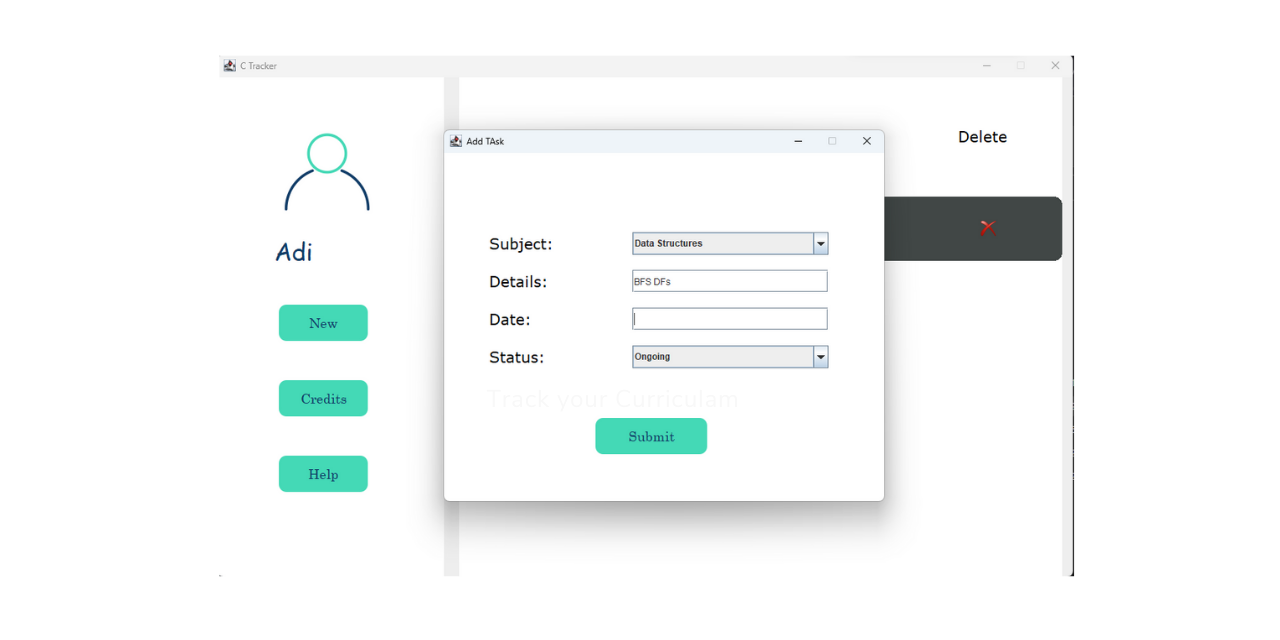 C Tracker
Delete
Add TAsk
Adi
Subject: Data Structures
Details: BFS DFs
Date:
Status: Ongoing
Track your Curriculam
Submit
New
Credits
Help